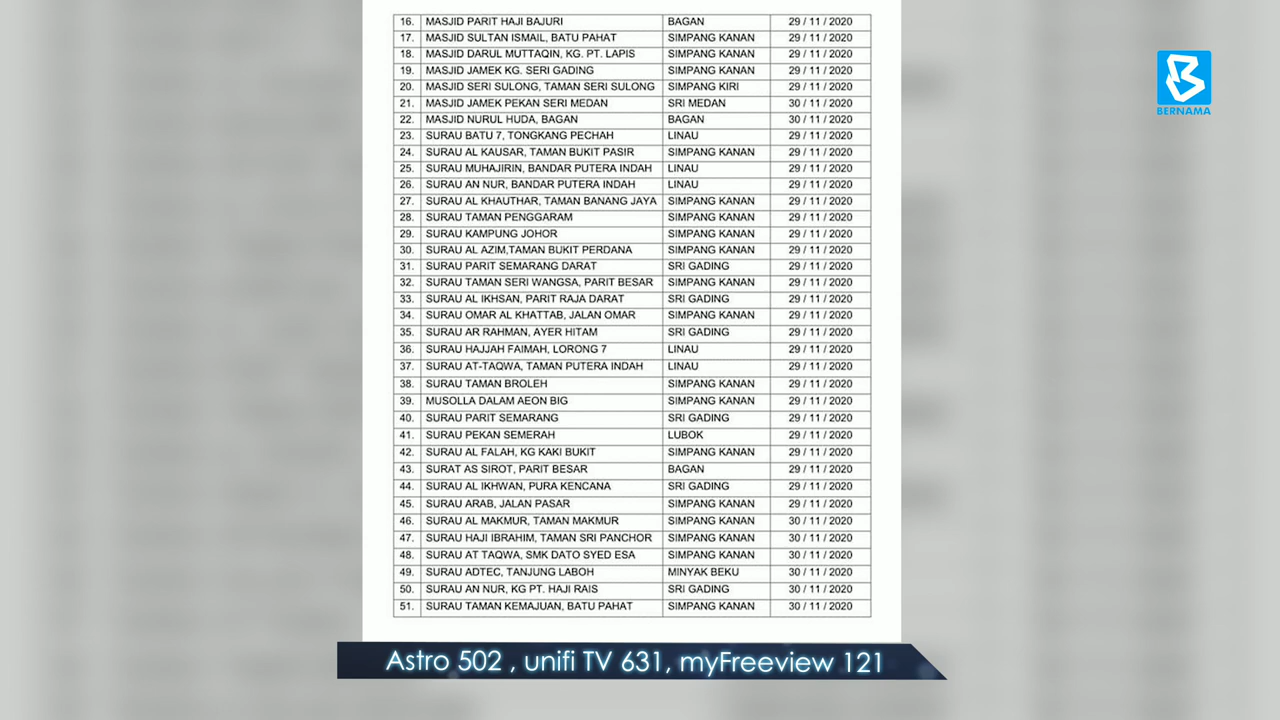 16. MASJID PARIT HAJI BAJURI BAGAN 29 / 11 / 2020
17. MASJID SULTAN ISMAIL, BATU PAHAT SIMPANG KANAN 29 / 11 / 2020
18. MASJID DARUL MUTTAQIN, KG. PT. LAPIS SIMPANG KANAN 29 / 11 / 2020
19. MASJID JAMEK KG. SERI GADING SIMPANG KANAN 29 / 11 / 2020
20. MASJID SERI SULONG, TAMAN SERI SULONG SIMPANG KIRI 29 / 11 / 2020
21. MASJID JAMEK PEKAN SERI MEDAN SRI MEDAN 30 / 11 / 2020
22. MASJID NURUL HUDA, BAGAN BAGAN 30 / 11 / 2020
23. SURAU BATU 7, TONGKANG PECHAH LINAU 29 / 11 / 2020
24. SURAU AL KAUSAR, TAMAN BUKIT PASIR SIMPANG KANAN 29 / 11 / 2020
25. SURAU MUHAJIRIN, BANDAR PUTERA INDAH LINAU 29 / 11 / 2020
26. SURAU AN NUR, BANDAR PUTERA INDAH LINAU 29 / 11 / 2020
27. SURAU AL KHAUTHAR, TAMAN BANANG JAYA SIMPANG KANAN 29 / 11 / 2020
28. SURAU TAMAN PENGGARAM SIMPANG KANAN 29 / 11 / 2020
29. SURAU KAMPUNG JOHOR SIMPANG KANAN 29 / 11 / 2020
30. SURAU AL AZIM,TAMAN BUKIT PERDANA SIMPANG KANAN 29 / 11 / 2020
31. SURAU PARIT SEMARANG DARAT SRI GADING 29 / 11 / 2020
32. SURAU TAMAN SERI WANGSA, PARIT BESAR SIMPANG KANAN 29 / 11 / 2020
33. SURAU AL IKHSAN, PARIT RAJA DARAT SRI GADING 29 / 11 / 2020
34. SURAU OMAR AL KHATTAB, JALAN OMAR SIMPANG KANAN 29 / 11 / 2020
35. SURAU AR RAHMAN, AYER HITAM SRI GADING 29 / 11 / 2020
36. SURAU HAJJAH FAIMAH, LORONG 7 LINAU 29 / 11 / 2020
37. SURAU AT-TAQWA, TAMAN PUTERA INDAH LINAU 29 / 11 / 2020
38. SURAU TAMAN BROLEH SIMPANG KANAN 29 / 11 / 2020
39. MUSOLLA DALAM AEON BIG SIMPANG KANAN 29 / 11 / 2020
40. SURAU PARIT SEMARANG SRI GADING 29 / 11 / 2020
41. SURAU PEKAN SEMERAH LUBOK 29 / 11 / 2020
42. SURAU AL FALAH, KG KAKI BUKIT SIMPANG KANAN 29 / 11 / 2020
43. SURAT AS SIROT, PARIT BESAR BAGAN 29 / 11 / 2020
44. SURAU AL IKHWAN, PURA KENCANA SRI GADING 29 / 11 / 2020
45. SURAU ARAB, JALAN PASAR SIMPANG KANAN 29 / 11 / 2020
46. SURAU AL MAKMUR, TAMAN MAKMUR SIMPANG KANAN 30 / 11 / 2020
47. SURAU HAJI IBRAHIM, TAMAN SRI PANCHOR SIMPANG KANAN 30 / 11 / 2020
48. SURAU AT TAQWA, SMK DATO SYED ESA SIMPANG KANAN 30 / 11 / 2020
49. SURAU ADTEC, TANJUNG LABOH MINYAK BEKU 30 / 11 / 2020
50. SURAU AN NUR, KG PT. HAJI RAIS SRI GADING 30 / 11 / 2020
51. SURAU TAMAN KEMAJUAN, BATU PAHAT SIMPANG KANAN 30 / 11 / 2020
BERNAMA
Astro 502 , unifi TV 631, myFreeview 121